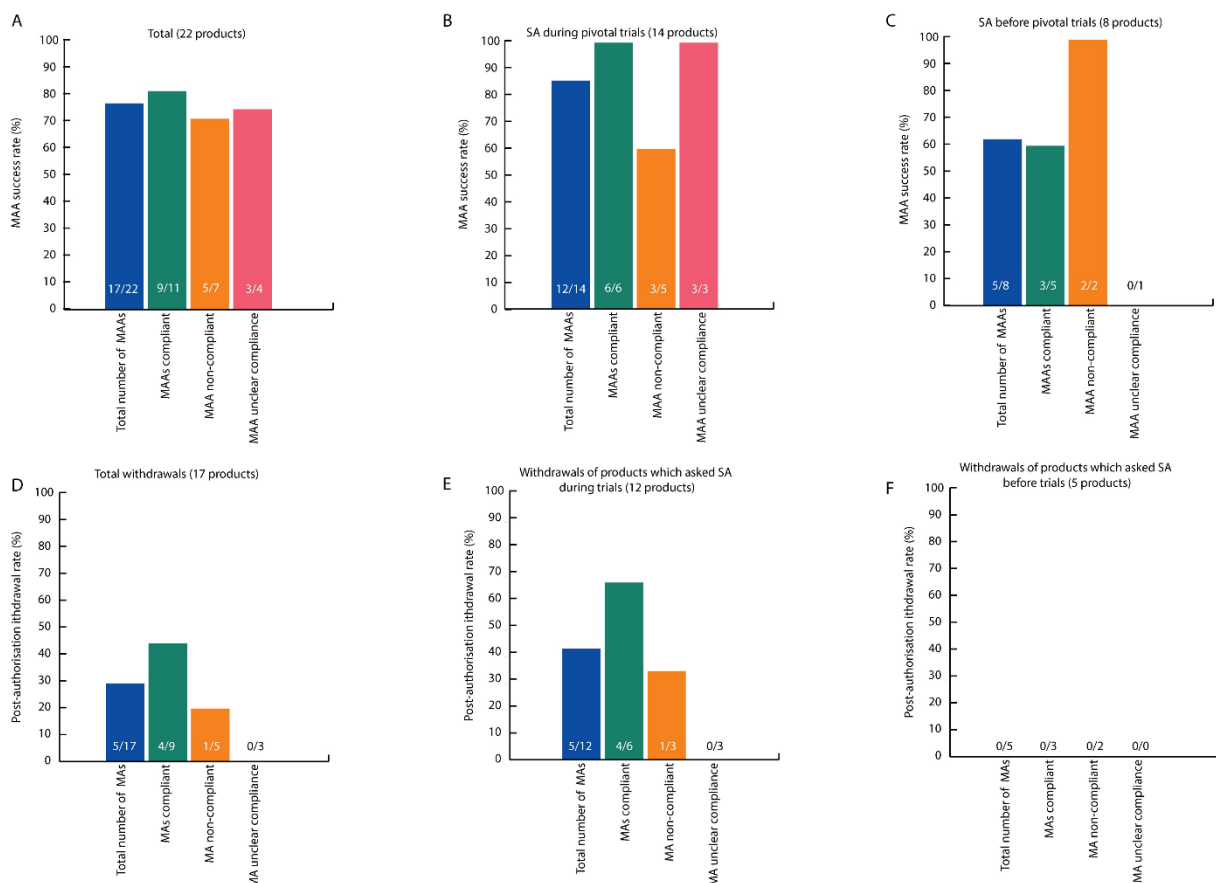 A
Total (22 products)
MAA success rate (%)
100
90
80
70
60
50
40
30
20
10
0
17/22
9/11
5/7
3/4
Total number of MAAs
MAAs compliant
MAA non-compliant
MAA unclear compliance
B
SA during pivotal trials (14 products)
MAA success rate (%)
100
90
80
70
60
50
40
30
20
10
0
12/14
6/6
3/5
3/3
Total number of MAAs
MAAs compliant
MAA non-compliant
MAA unclear compliance
C
SA before pivotal trials (8 products)
MAA success rate (%)
100
90
80
70
60
50
40
30
20
10
0
5/8
3/5
2/2
0/1
Total number of MAAs
MAAs compliant
MAA non-compliant
MAA unclear compliance
D
Total withdrawals (17 products)
Post-authorisation ithdrawal rate (%)
100
90
80
70
60
50
40
30
20
10
0
5/17
4/9
1/5
0/3
Total number of MAs
MAs compliant
MA non-compliant
MA unclear compliance
E
Withdrawals of products which asked SA
during trials (12 products)
Post-authorisation ithdrawal rate (%)
100
90
80
70
60
50
40
30
20
10
0
5/12
4/6
1/3
0/3
Total number of MAs
MAs compliant
MA non-compliant
MA unclear compliance
F
Withdrawals of products which asked SA
before trials (5 products)
Post-authorisation ithdrawal rate (%)
100
90
80
70
60
50
40
30
20
10
0
0/5
0/3
0/2
0/0
Total number of MAs
MAs compliant
MA non-compliant
MA unclear compliance